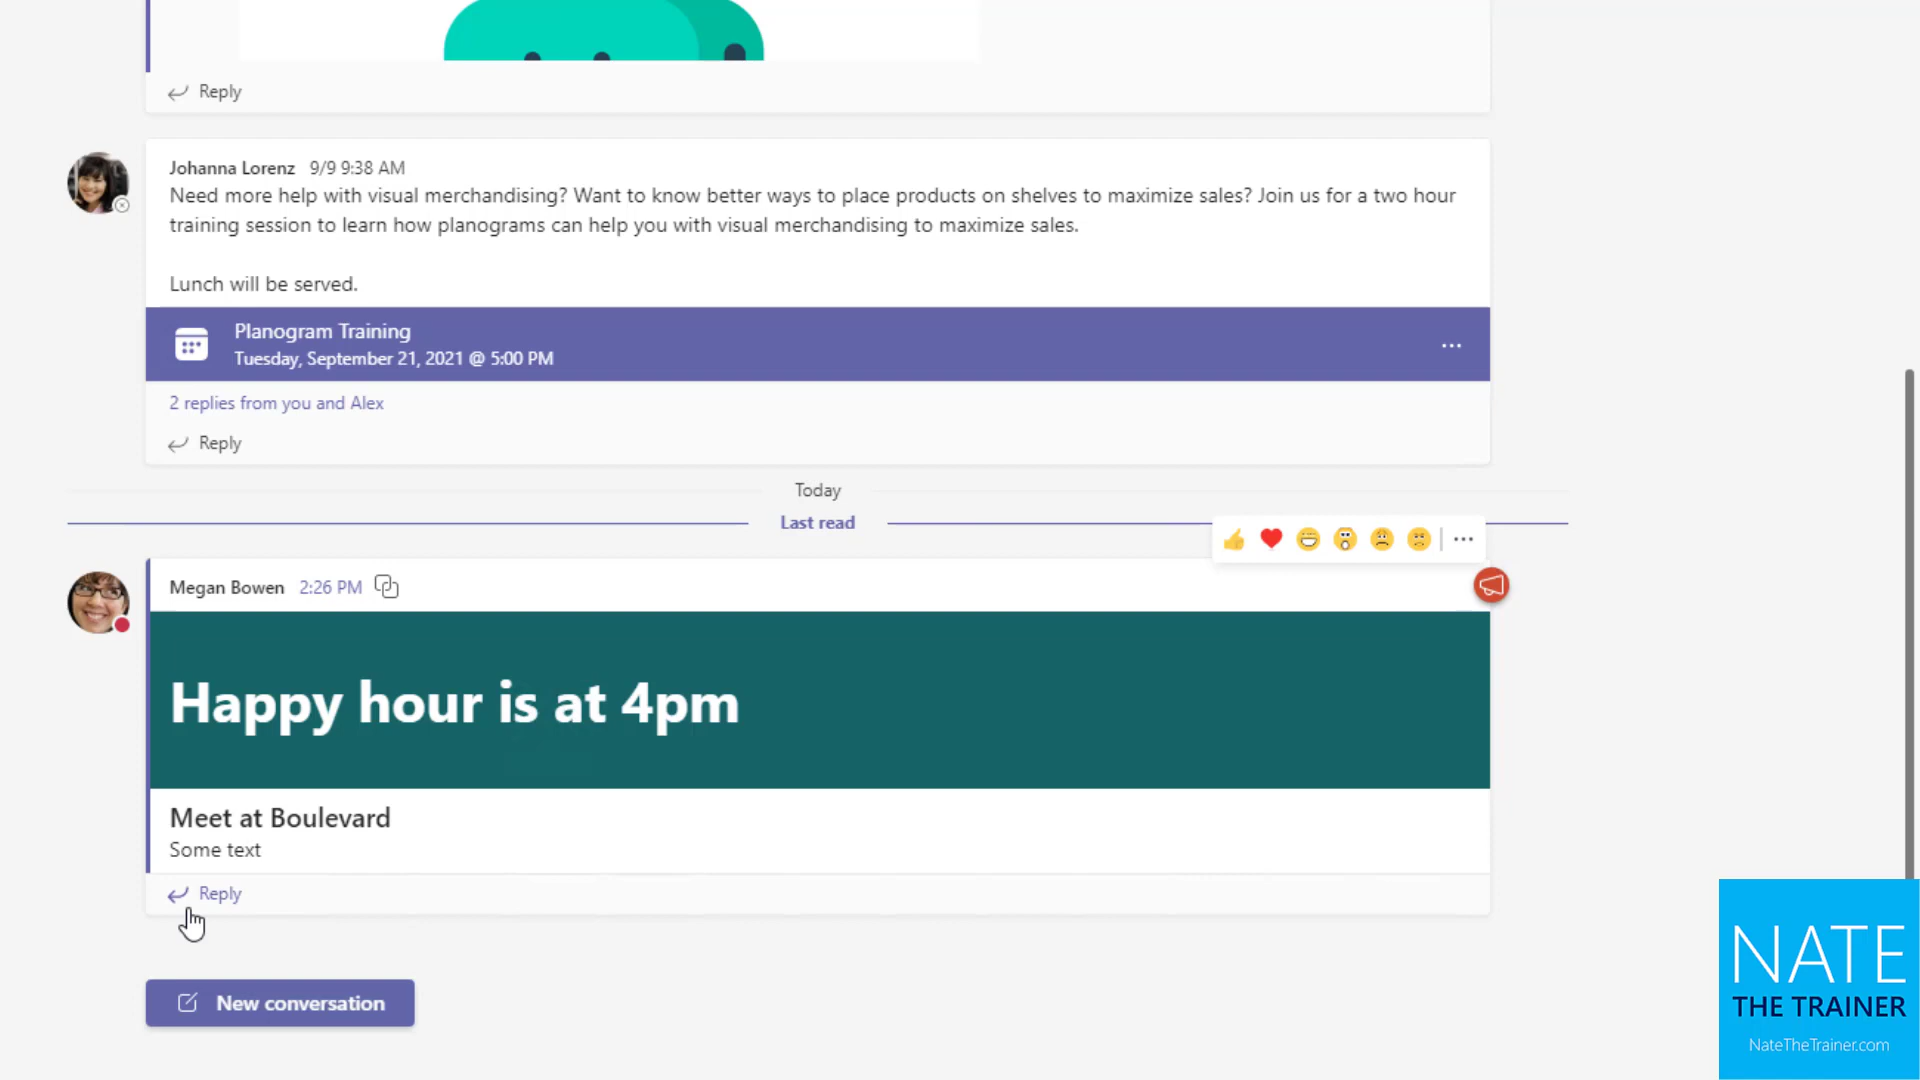 Reply
Johanna Lorenz 9/9 9:38 AM
Need more help with visual merchandising? Want to know better ways to place products on shelves to maximize sales? Join us for a two hour
training session to learn how planograms can help you with visual merchandising to maximize sales.
Lunch will be served.
Planogram Training
Tuesday, September 21, 2021 @ 5:00 PM
2 replies from you and Alex
Reply
Today
Last read
Megan Bowen 2:26 PM
Happy hour is at 4pm
Meet at Boulevard
Some text
Reply
New conversation
NATE
THE TRAINER
NateTheTrainer.com